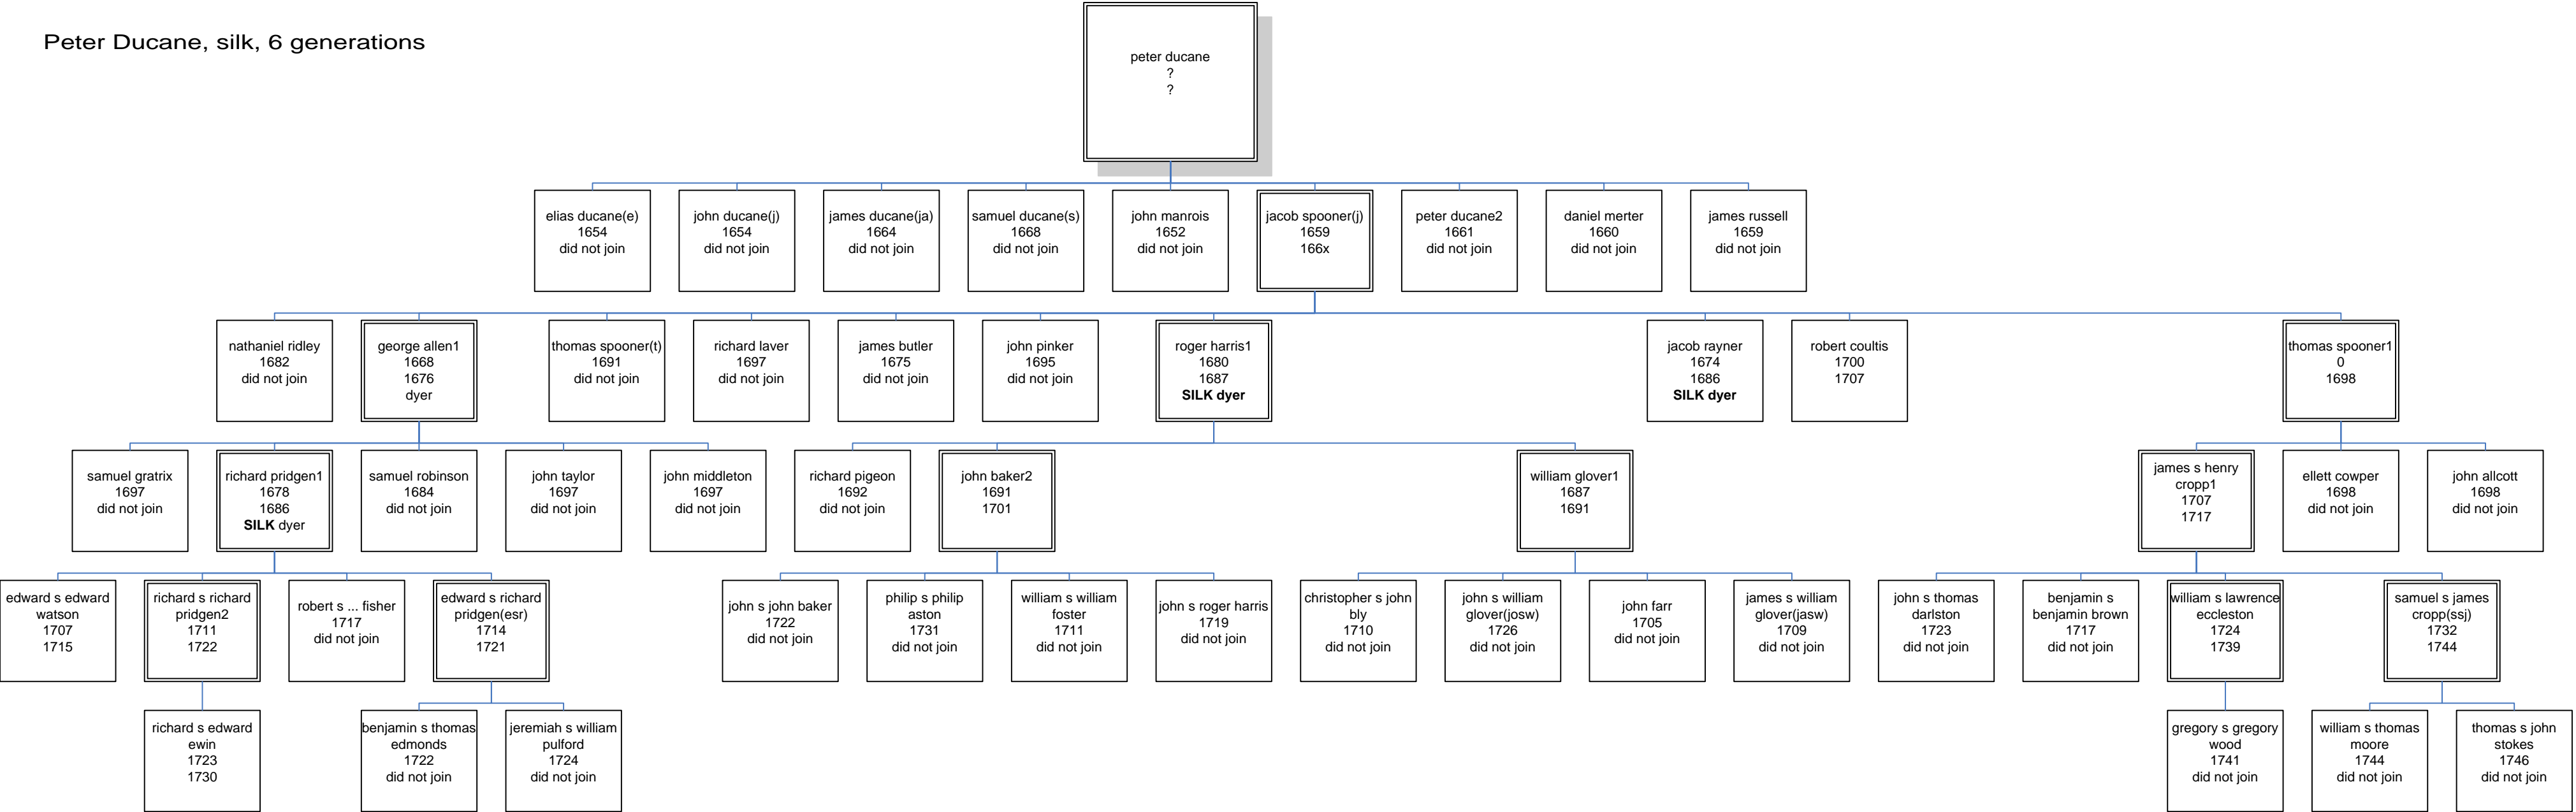 Peter Ducane, silk, 6 generations
peter ducane
?
?
elias ducane(e)
1654
did not join
john ducane(j)
1654
did not join
james ducane(ja)
1664
did not join
samuel ducane(s)
1668
did not join
john manrois
1652
did not join
jacob spooner(j)
1659
166x
peter ducane2
1661
did not join
daniel merter
1660
did not join
james russell
1659
did not join
nathaniel ridley
1682
did not join
george allen1
1668
1676
dyer
thomas spooner(t)
1691
did not join
richard laver
1697
did not join
james butler
1675
did not join
john pinker
1695
did not join
roger harris1
1680
1687
SILK dyer
jacob rayner
1674
1686
SILK dyer
robert coultis
1700
1707
thomas spooner1
0
1698
samuel gratrix
1697
did not join
richard pridgen1
1678
1686
SILK dyer
samuel robinson
1684
did not join
john taylor
1697
did not join
john middleton
1697
did not join
richard pigeon
1692
did not join
john baker2
1691
1701
william glover1
1687
1691
james s henry
cropp1
1707
1717
ellett cowper
1698
did not join
john allcott
1698
did not join
edward s edward
watson
1707
1715
richard s richard
pridgen2
1711
1722
robert s ... fisher
1717
did not join
edward s richard
pridgen(esr)
1714
1721
john s john baker
1722
did not join
philip s philip
aston
1731
did not join
william s william
foster
1711
did not join
john s roger harris
1719
did not join
christopher s john
bly
1710
did not join
john s william
glover(josw)
1726
did not join
john farr
1705
did not join
james s william
glover(jasw)
1709
did not join
john s thomas
darlston
1723
did not join
benjamin s
benjamin brown
1717
did not join
william s lawrence
eccleston
1724
1739
samuel s james
cropp(ssj)
1732
1744
richard s edward
ewin
1723
1730
benjamin s thomas
edmonds
1722
did not join
jeremiah s william
pulford
1724
did not join
gregory s gregory
wood
1741
did not join
william s thomas
moore
1744
did not join
thomas s john
stokes
1746
did not join